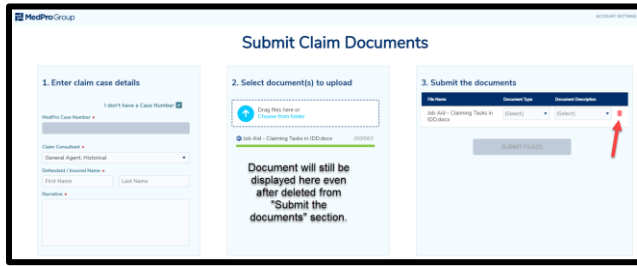 MedPro Group
ACCOUNT SETTINGS
Submit Claim Documents
1. Enter claim case details
I don't have a Case Number
MedPro Case Number *
Claim Consultant *
General Agent, Historical
Defendant / Insured Name *
First Name
Last Name
Narrative *
2. Select document(s) to upload
Drag files here or
Choose from folder
Job Aid - Claiming Tasks in IDD.docx
Document will still be
displayed here even
after deleted from
"Submit the
documents" section.
3. Submit the documents
File Name Document Type Document Description
Job Aid - Claiming Tasks in (Select) (Select)
IDD.docx
SUBMIT FILE(S)